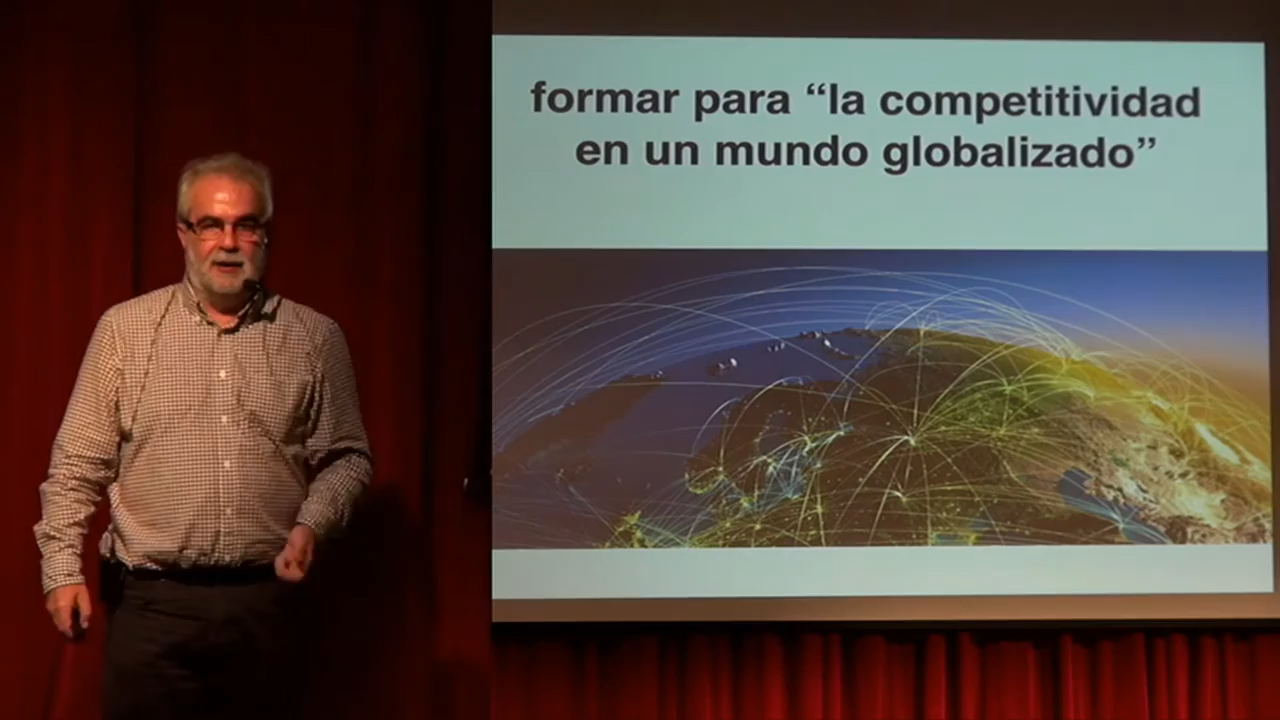 formar para “la competitividad
en un mundo globalizado”